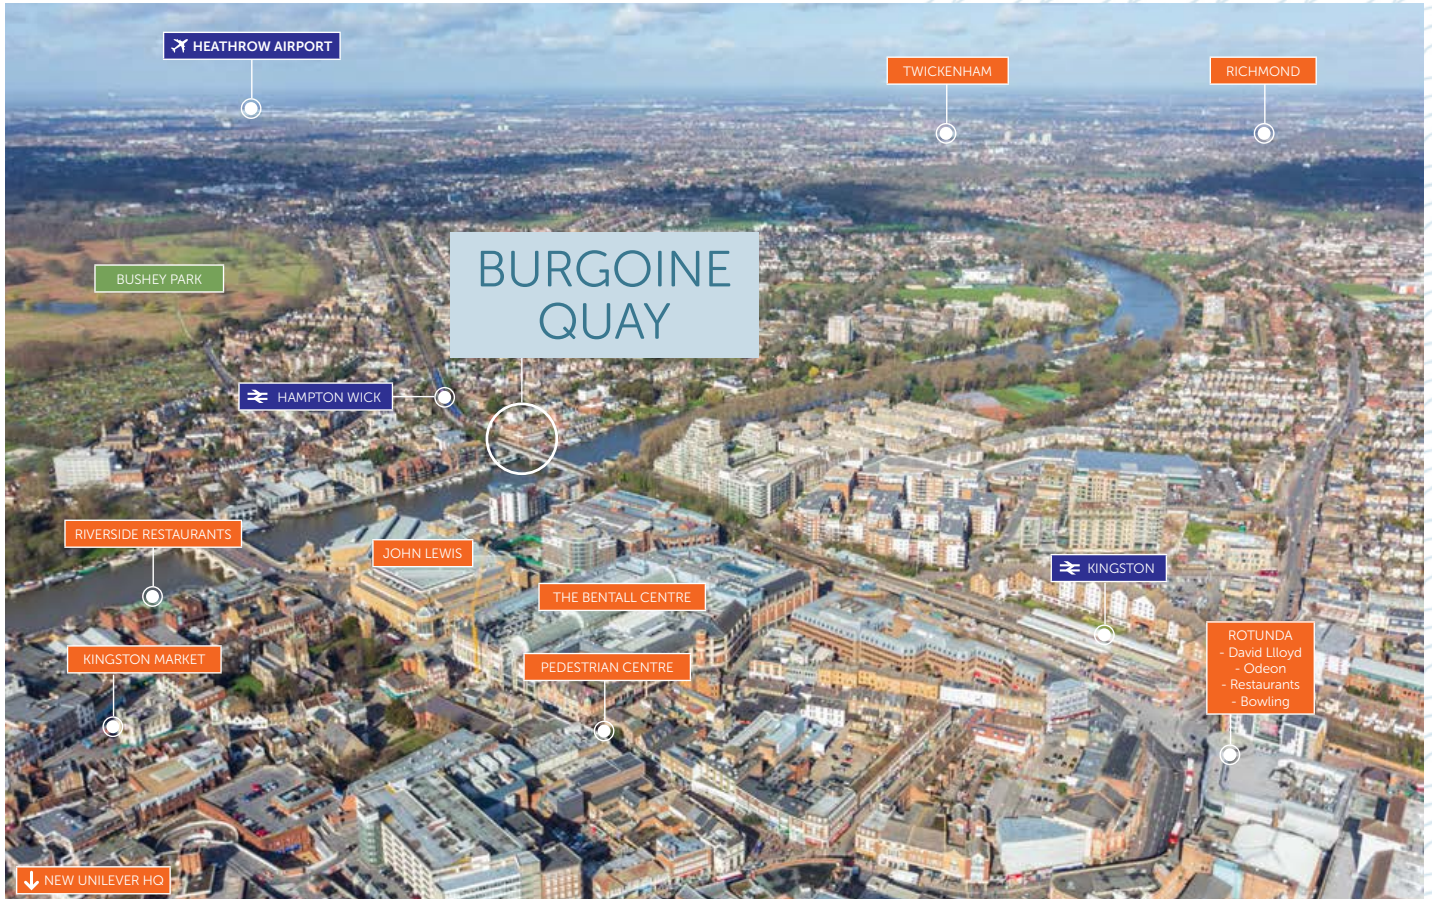 HEATHROW AIRPORT
TWICKENHAM
RICHMOND
BUSHEY PARK
BURGOINE
QUAY
HAMPTON WICK
RIVERSIDE RESTAURANTS
JOHN LEWIS
KINGSTON
THE BENTALL CENTRE
ROTUNDA
- David Llloyd
- Odeon
- Restaurants
- Bowling
KINGSTON MARKET
PEDESTRIAN CENTRE
NEW UNILEVER HQ